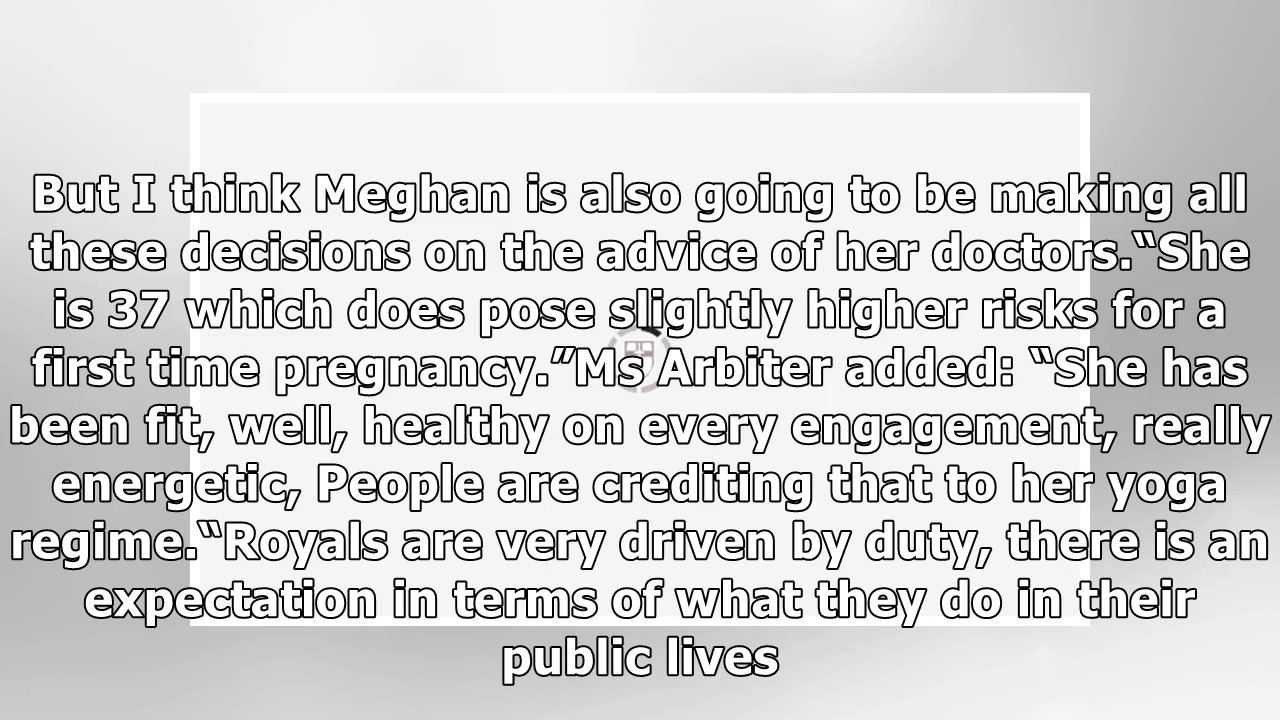 But I think Meghan is also going to be making all
these decisions on the advice of her doctors.“She
is 37 which does pose slightly higher risks for a
first time pregnancy.”Ms Arbiter added: “She has
been fit, well, healthy on every engagement, really
energetic, People are crediting that to her yoga
regime.“Royals are very driven by duty, there is an
expectation in terms of what they do in their
public lives